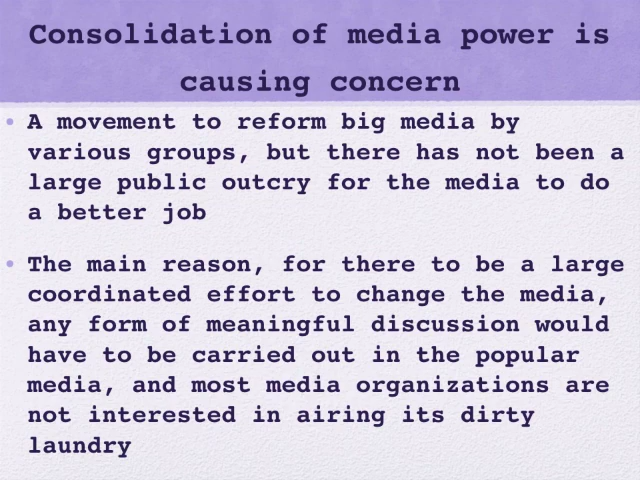 Consolidation of media power is
causing concern
• A movement to reform big media by
various groups, but there has not been a
large public outcry for the media to do
a better job
• The main reason, for there to be a large
coordinated effort to change the media,
any form of meaningful discussion would
have to be carried out in the popular
media, and most media organizations are
not interested in airing its dirty
laundry